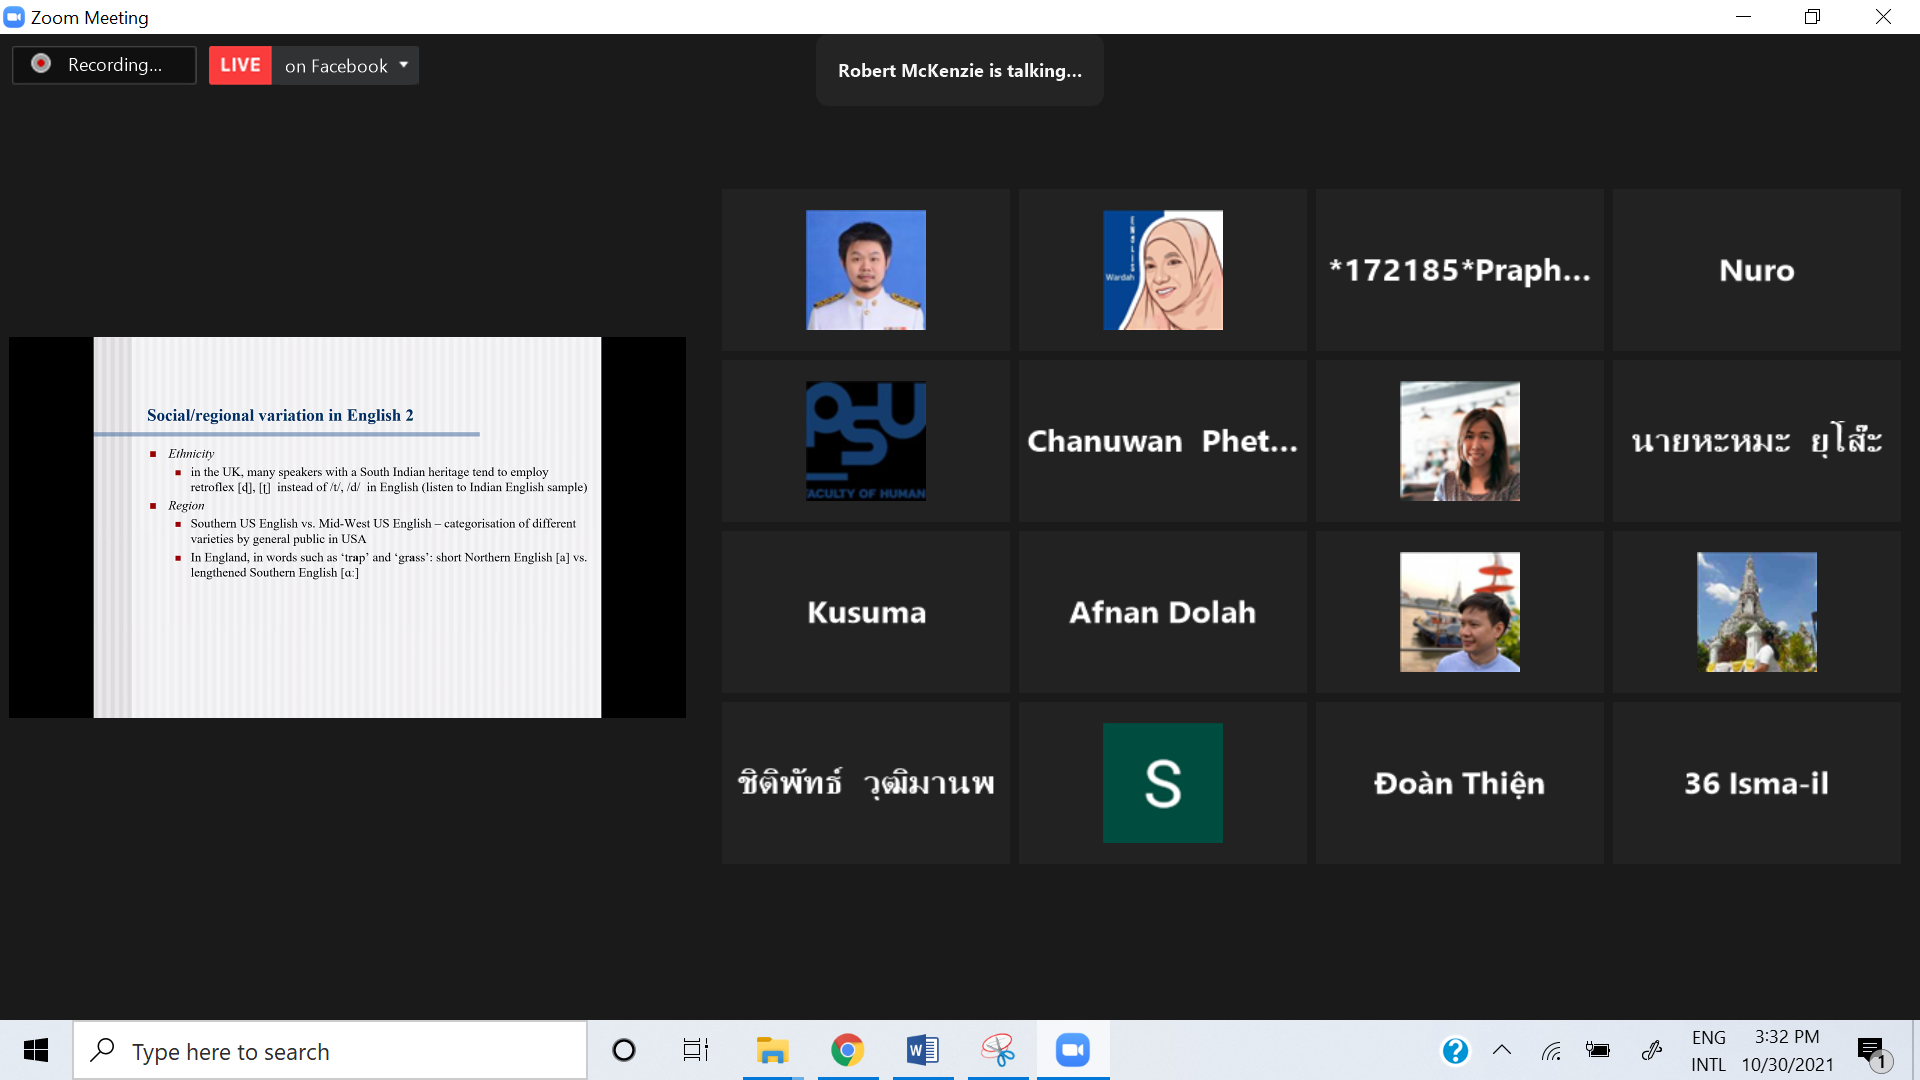 Zoom Meeting
Recording...
LIVE on Facebook
Robert McKenzie is talking...
Social/regional variation in English 2
Ethnicity
in the UK, many speakers with a South Indian heritage tend to employ
retroflex [ɖ], [ʈ] instead of /t/, /d/ in English (listen to Indian English sample)
Region
Southern US English vs. Mid-West US English – categorisation of different
varieties by general public in USA
In England, in words such as ‘trap’ and ‘grass’: short Northern English [a] vs.
lengthened Southern English [ɑː]
ENGLIS
Wardah
*172185*Praph...
Nuro
PSU
FACULTY OF HUMAN
Chanuwan Phet...
นายหะหมะ ยุโส๊ะ
Kusuma
Afnan Dolah
ชิติพัทธ์ วุฒิมานพ
S
Đoàn Thiện
36 Isma-il
Type here to search
ENG
INTL
3:32 PM
10/30/2021
1